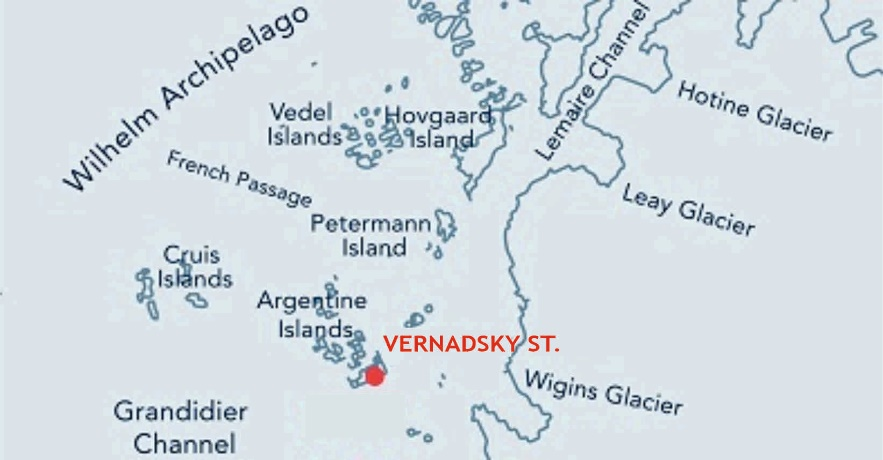 Wilhelm Archipelago
Lemaire Channel
Hotine Glacier
Vedel
Islands
Hovgaard
Island
French Passage
Leay Glacier
Petermann
Island
Cruis
Islands
Argentine
Islands
VERNADSKY ST.
Wigins Glacier
Grandidier
Channel